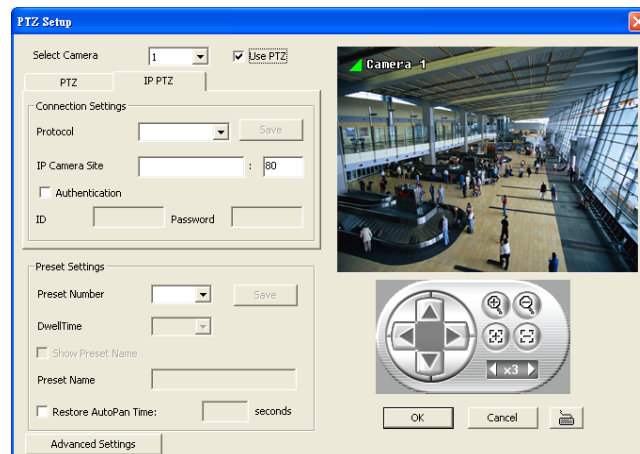 PTZ Setup
Select Camera 1 Use PTZ
PTZ IP PTZ
Connection Settings
Protocol Save
IP Camera Site : 80
Authentication
ID Password
Preset Settings
Preset Number Save
DwellTime
Show Preset Name
Preset Name
Restore AutoPan Time: seconds
Advanced Settings
Camera 1
x3
OK Cancel